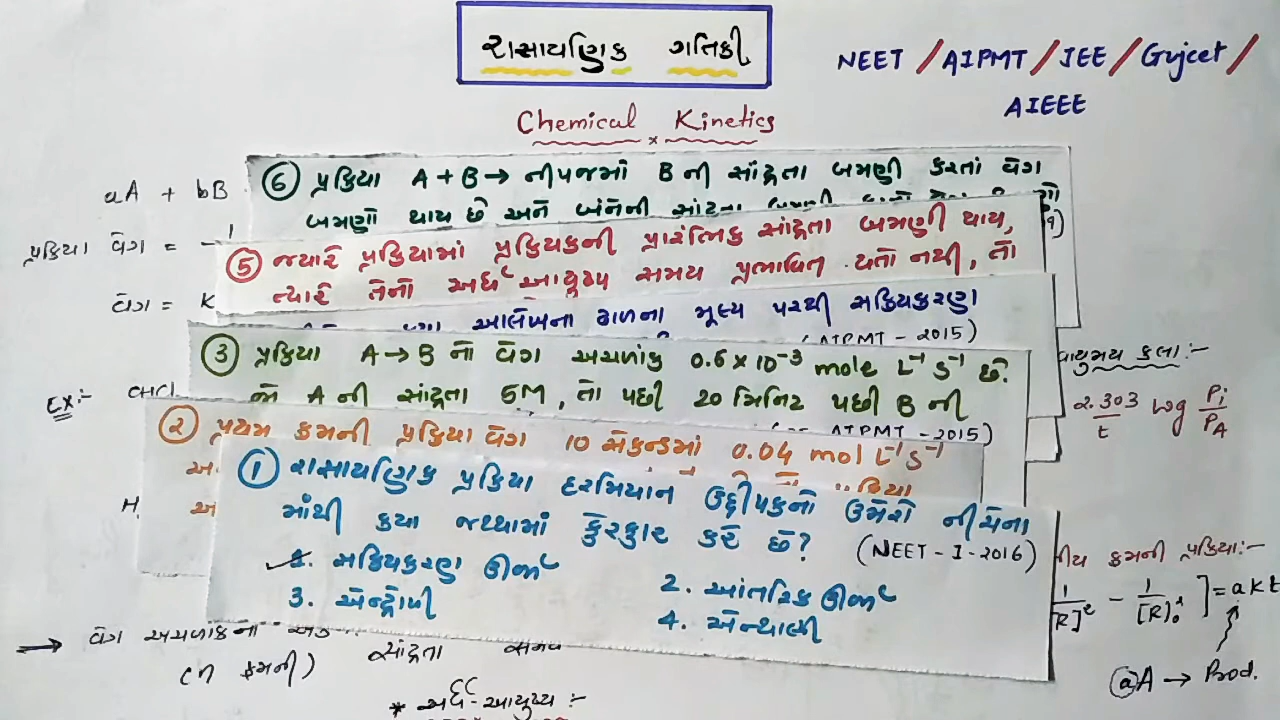 રાસાયણિક ગતિકી
NEET / AIPMT / JEE / Gujcet /
AIEEE
Chemical Kinetics
aA + bB
પ્રક્રિયા વેગ = -
વેગ = K
Ex:-
⑥ પ્રક્રિયા A + B → નીપજમાં B ની સાંદ્રતા બમણી કરતાં વેગ
બમણો થાય છે અને બંનેની
⑤ જ્યારે પ્રક્રિયામાં પ્રક્રિયકની પ્રારંભિક સાંદ્રતા બમણી થાય,
ત્યારે તેનો અર્ધ આયુષ્ય સમય પ્રભાવિત થતો નથી, તો
આલેખના ઢાળના મૂલ્ય પરથી સક્રિયકરણ
(AIPMT - 2015)
③ પ્રક્રિયા A → B નો વેગ અચળાંક 0.6 × 10⁻³ mole L⁻¹ S⁻¹ છે.
જો A ની સાંદ્રતા 5M, તો પછી 20 મિનિટ પછી B ની
AIPMT - 2015)
② પ્રથમ ક્રમની પ્રક્રિયા વેગ 10 સેકન્ડમાં 0.04 mol L⁻¹ S⁻¹
① રાસાયણિક પ્રક્રિયા દરમિયાન ઉદ્દીપકનો ઉમેરો નીચેના
માંથી કયા જથ્થામાં ફેરફાર કરે છે?
(NEET - I - 2016)
1. સક્રિયકરણ ઊર્જા
2. આંતરિક ઊર્જા
3. એન્ટ્રોપી
4. એન્થાલ્પી
વાયુમય કલા:-
2.303/t log Pi/PA
ક્રમની પ્રક્રિયા:-
1/[R]² - 1/[R]₀² ] = akt
aA → Prod.
→ વેગ અચળાંકનો
(n ક્રમની) સાંદ્રતા સમય
* અર્ધ-આયુષ્ય :-